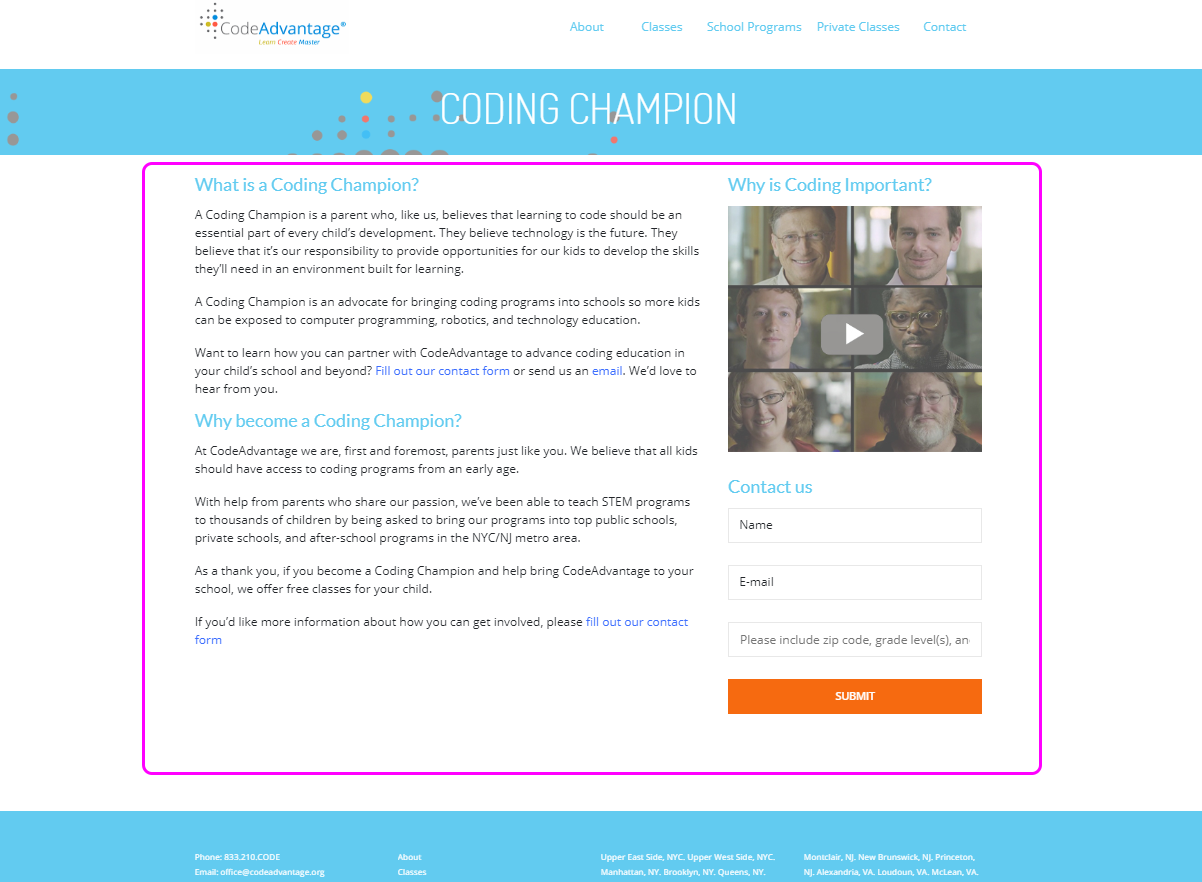 CodeAdvantage®
Learn Create Master
About Classes School Programs Private Classes Contact
CODING CHAMPION
What is a Coding Champion?
A Coding Champion is a parent who, like us, believes that learning to code should be an
essential part of every child's development. They believe technology is the future. They
believe that it's our responsibility to provide opportunities for our kids to develop the skills
they'll need in an environment built for learning.
A Coding Champion is an advocate for bringing coding programs into schools so more kids
can be exposed to computer programming, robotics, and technology education.
Want to learn how you can partner with CodeAdvantage to advance coding education in
your child's school and beyond? Fill out our contact form or send us an email. We'd love to
hear from you.
Why become a Coding Champion?
At CodeAdvantage we are, first and foremost, parents just like you. We believe that all kids
should have access to coding programs from an early age.
With help from parents who share our passion, we've been able to teach STEM programs
to thousands of children by being asked to bring our programs into top public schools,
private schools, and after-school programs in the NYC/NJ metro area.
As a thank you, if you become a Coding Champion and help bring CodeAdvantage to your
school, we offer free classes for your child.
If you'd like more information about how you can get involved, please fill out our contact
form
Why is Coding Important?
Contact us
Name
E-mail
Please include zip code, grade level(s), an
SUBMIT
Phone: 833.210.CODE
Email: office@codeadvantage.org
About
Classes
Upper East Side, NYC. Upper West Side, NYC.
Manhattan, NY. Brooklyn, NY. Queens, NY.
Montclair, NJ. New Brunswick, NJ. Princeton,
NJ. Alexandria, VA. Loudoun, VA. McLean, VA.